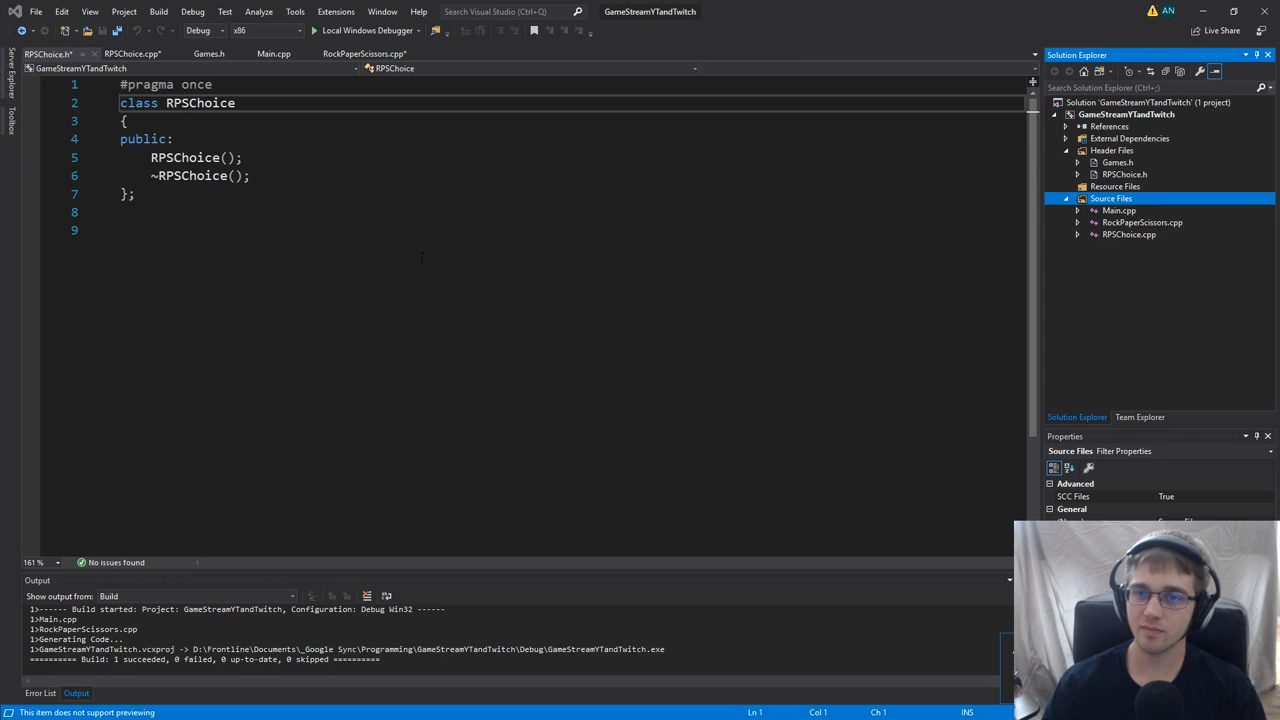 File Edit View Project Build Debug Test Analyze Tools Extensions Window Help Search Visual Studio (Ctrl+Q) GameStreamYTandTwitch AN
Debug x86 Local Windows Debugger Live Share
RPSChoice.h* RPSChoice.cpp* Games.h Main.cpp RockPaperScissors.cpp*
GameStreamYTandTwitch RPSChoice
Server Explorer
Toolbox
1 #pragma once
2 class RPSChoice
3 {
4 public:
5 RPSChoice();
6 ~RPSChoice();
7 };
8
9
161 % No issues found
Output
Show output from: Build
1>------ Build started: Project: GameStreamYTandTwitch, Configuration: Debug Win32 ------
1>Main.cpp
1>RockPaperScissors.cpp
1>Generating Code...
1>GameStreamYTandTwitch.vcxproj -> D:\Frontline\Documents\_Google Sync\Programming\GameStreamYTandTwitch\Debug\GameStreamYTandTwitch.exe
========== Build: 1 succeeded, 0 failed, 0 up-to-date, 0 skipped ==========
Error List Output
This item does not support previewing Ln 1 Col 1 Ch 1 INS
Solution Explorer
Search Solution Explorer (Ctrl+;)
Solution 'GameStreamYTandTwitch' (1 project)
GameStreamYTandTwitch
References
External Dependencies
Header Files
Games.h
RPSChoice.h
Resource Files
Source Files
Main.cpp
RockPaperScissors.cpp
RPSChoice.cpp
Solution Explorer Team Explorer
Properties
Source Files Filter Properties
Advanced
SCC Files True
General